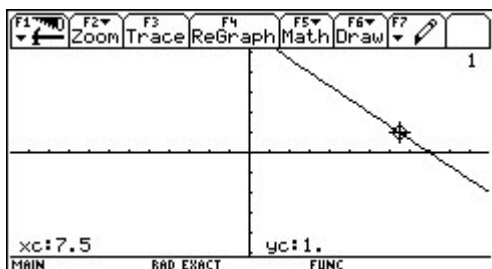 F1 F2 Zoom F3 Trace F4 ReGraph F5 Math F6 Draw F7
1
xc:7.5 yc:1.
MAIN RAD EXACT FUNC